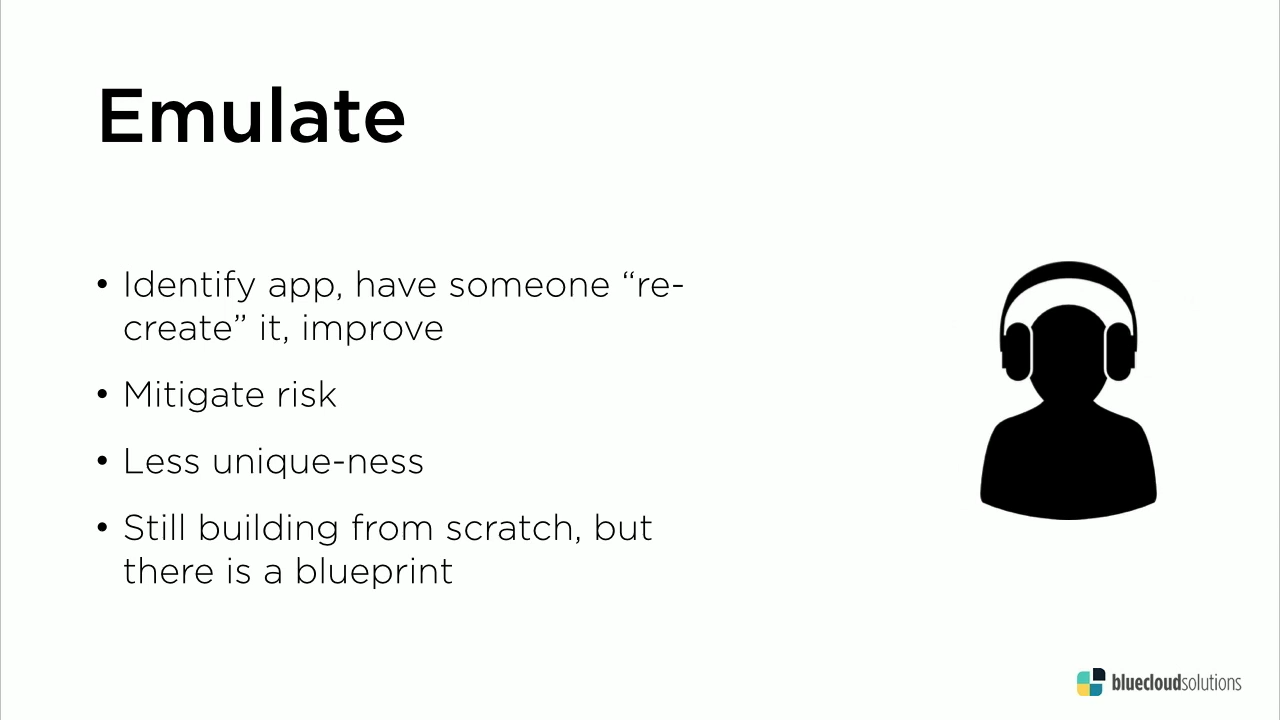 Emulate
• Identify app, have someone “re-
create” it, improve
• Mitigate risk
• Less unique-ness
• Still building from scratch, but
there is a blueprint
bluecloudsolutions